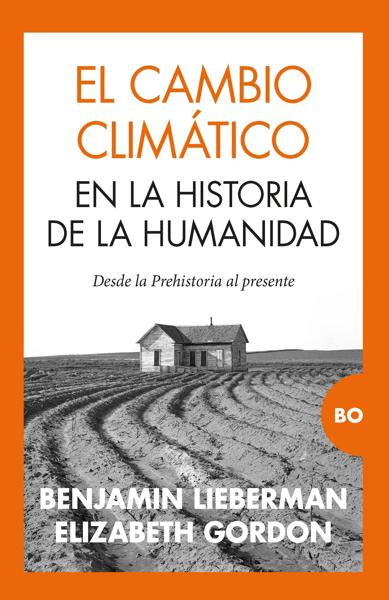 EL CAMBIO
CLIMÁTICO
EN LA HISTORIA
DE LA HUMANIDAD
Desde la Prehistoria al presente
BO
BENJAMIN LIEBERMAN
ELIZABETH GORDON